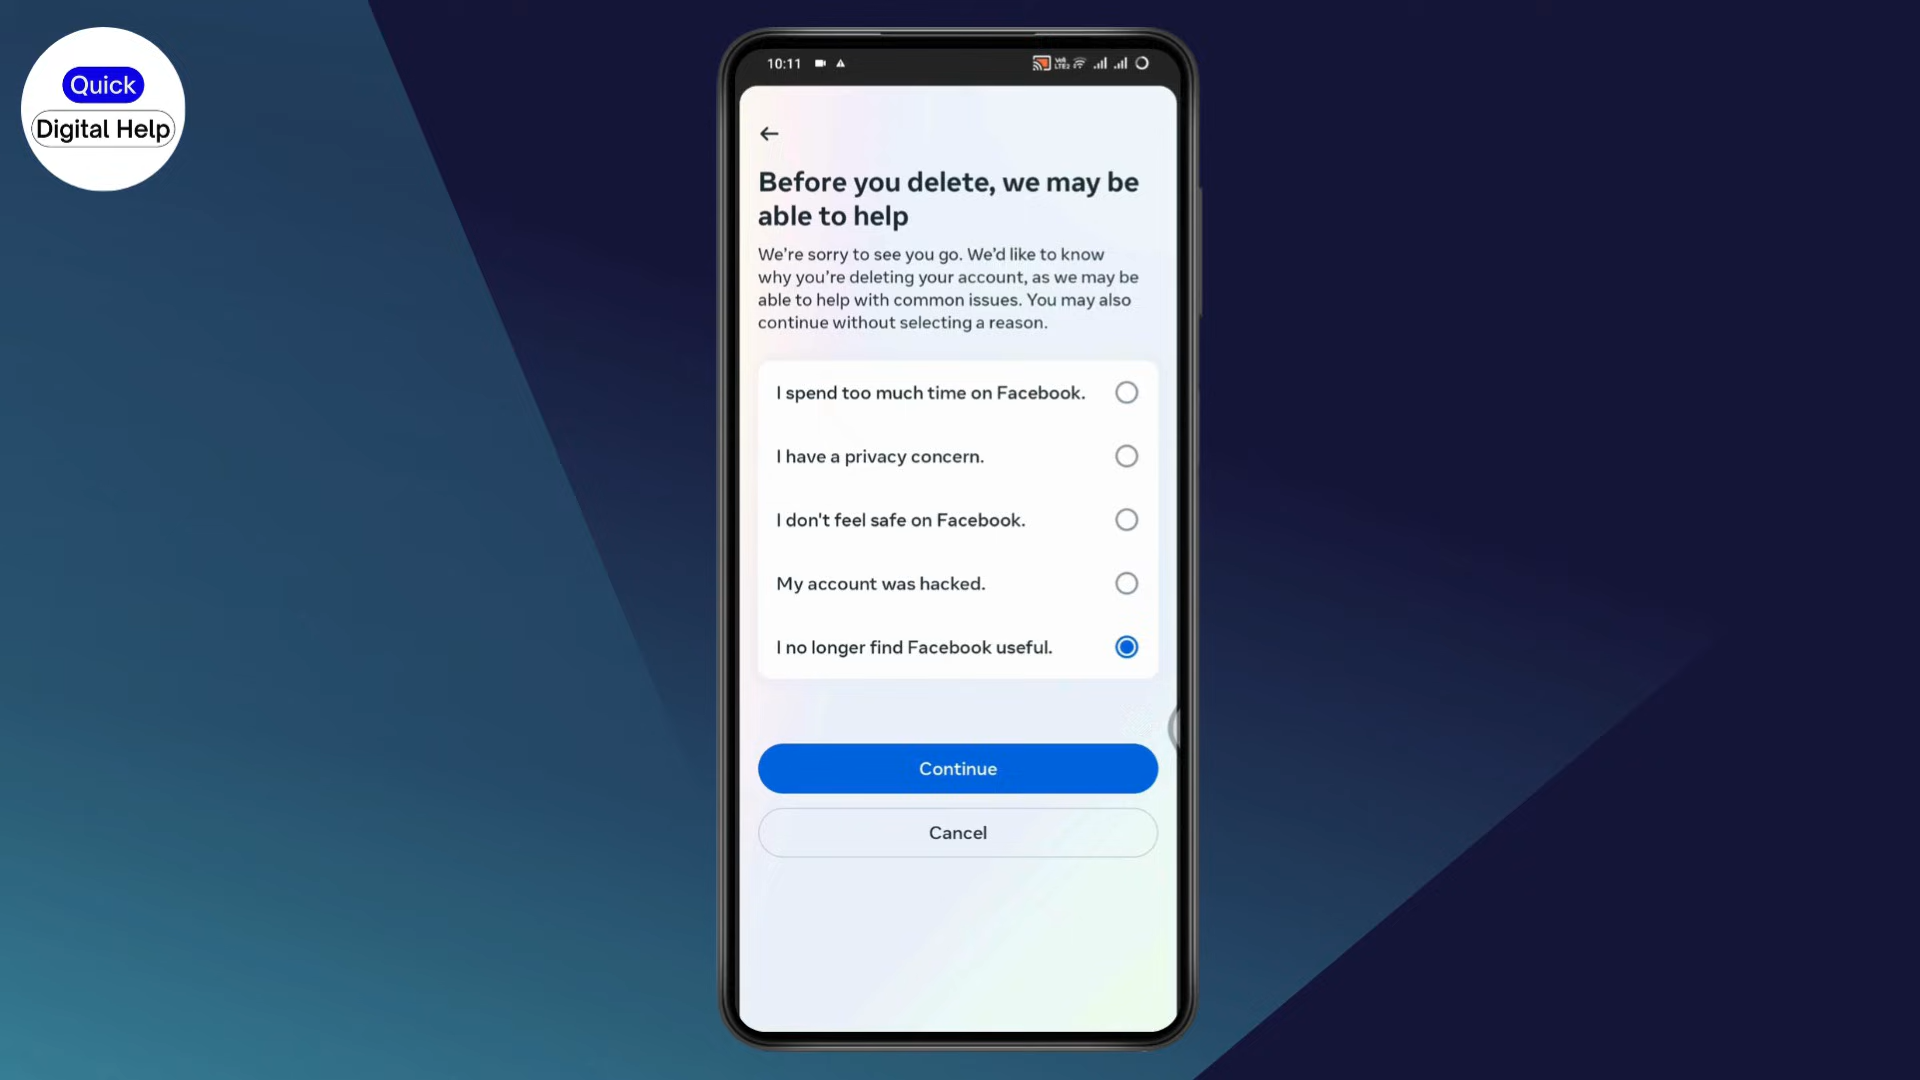 Quick
Digital Help
10:11
Before you delete, we may be
able to help
We're sorry to see you go. We'd like to know
why you're deleting your account, as we may be
able to help with common issues. You may also
continue without selecting a reason.
I spend too much time on Facebook.
I have a privacy concern.
I don't feel safe on Facebook.
My account was hacked.
I no longer find Facebook useful.
Continue
Cancel